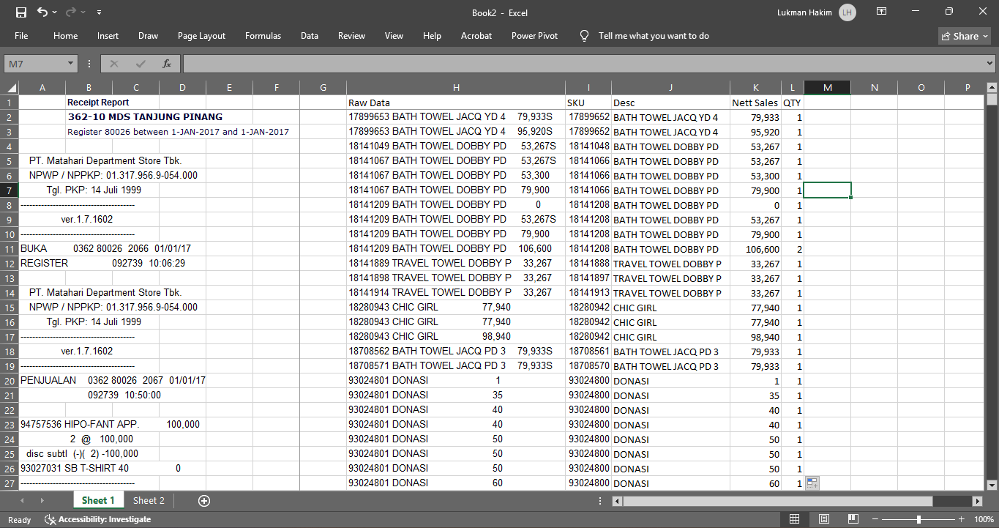 Book2 - Excel
Lukman Hakim LH
File Home Insert Draw Page Layout Formulas Data Review View Help Acrobat Power Pivot Tell me what you want to do Share
M7 fx
A B C D E F G H I J K L M N O P
1 Receipt Report Raw Data SKU Desc Nett Sales QTY
2 362-10 MDS TANJUNG PINANG 17899653 BATH TOWEL JACQ YD 4 79,933S 17899652 BATH TOWEL JACQ YD 4 79,933 1
3 Register 80026 between 1-JAN-2017 and 1-JAN-2017 17899653 BATH TOWEL JACQ YD 4 95,920S 17899652 BATH TOWEL JACQ YD 4 95,920 1
4 18141049 BATH TOWEL DOBBY PD 53,267S 18141048 BATH TOWEL DOBBY PD 53,267 1
5 PT. Matahari Department Store Tbk. 18141067 BATH TOWEL DOBBY PD 53,267S 18141066 BATH TOWEL DOBBY PD 53,267 1
6 NPWP / NPPKP: 01.317.956.9-054.000 18141067 BATH TOWEL DOBBY PD 53,300 18141066 BATH TOWEL DOBBY PD 53,300 1
7 Tgl. PKP: 14 Juli 1999 18141067 BATH TOWEL DOBBY PD 79,900 18141066 BATH TOWEL DOBBY PD 79,900 1
8 --------------------------------------- 18141209 BATH TOWEL DOBBY PD 0 18141208 BATH TOWEL DOBBY PD 0 1
9 ver.1.7.1602 18141209 BATH TOWEL DOBBY PD 53,267S 18141208 BATH TOWEL DOBBY PD 53,267 1
10 --------------------------------------- 18141209 BATH TOWEL DOBBY PD 79,900 18141208 BATH TOWEL DOBBY PD 79,900 1
11 BUKA 0362 80026 2066 01/01/17 18141209 BATH TOWEL DOBBY PD 106,600 18141208 BATH TOWEL DOBBY PD 106,600 2
12 REGISTER 092739 10:06:29 18141889 TRAVEL TOWEL DOBBY P 33,267 18141888 TRAVEL TOWEL DOBBY P 33,267 1
13 18141898 TRAVEL TOWEL DOBBY P 33,267 18141897 TRAVEL TOWEL DOBBY P 33,267 1
14 PT. Matahari Department Store Tbk. 18141914 TRAVEL TOWEL DOBBY P 33,267 18141913 TRAVEL TOWEL DOBBY P 33,267 1
15 NPWP / NPPKP: 01.317.956.9-054.000 18280943 CHIC GIRL 77,940 18280942 CHIC GIRL 77,940 1
16 Tgl. PKP: 14 Juli 1999 18280943 CHIC GIRL 77,940 18280942 CHIC GIRL 77,940 1
17 --------------------------------------- 18280943 CHIC GIRL 98,940 18280942 CHIC GIRL 98,940 1
18 ver.1.7.1602 18708562 BATH TOWEL JACQ PD 3 79,933S 18708561 BATH TOWEL JACQ PD 3 79,933 1
19 --------------------------------------- 18708571 BATH TOWEL JACQ PD 3 79,933S 18708570 BATH TOWEL JACQ PD 3 79,933 1
20 PENJUALAN 0362 80026 2067 01/01/17 93024801 DONASI 1 93024800 DONASI 1 1
21 092739 10:50:00 93024801 DONASI 35 93024800 DONASI 35 1
22 93024801 DONASI 40 93024800 DONASI 40 1
23 94757536 HIPO-FANT APP. 100,000 93024801 DONASI 40 93024800 DONASI 40 1
24 2 @ 100,000 93024801 DONASI 50 93024800 DONASI 50 1
25 disc subtl (-)( 2) -100,000 93024801 DONASI 50 93024800 DONASI 50 1
26 93027031 SB T-SHIRT 40 0 93024801 DONASI 50 93024800 DONASI 50 1
27 --------------------------------------- 93024801 DONASI 60 93024800 DONASI 60 1
Sheet 1 Sheet 2
Ready Accessibility: Investigate 100%